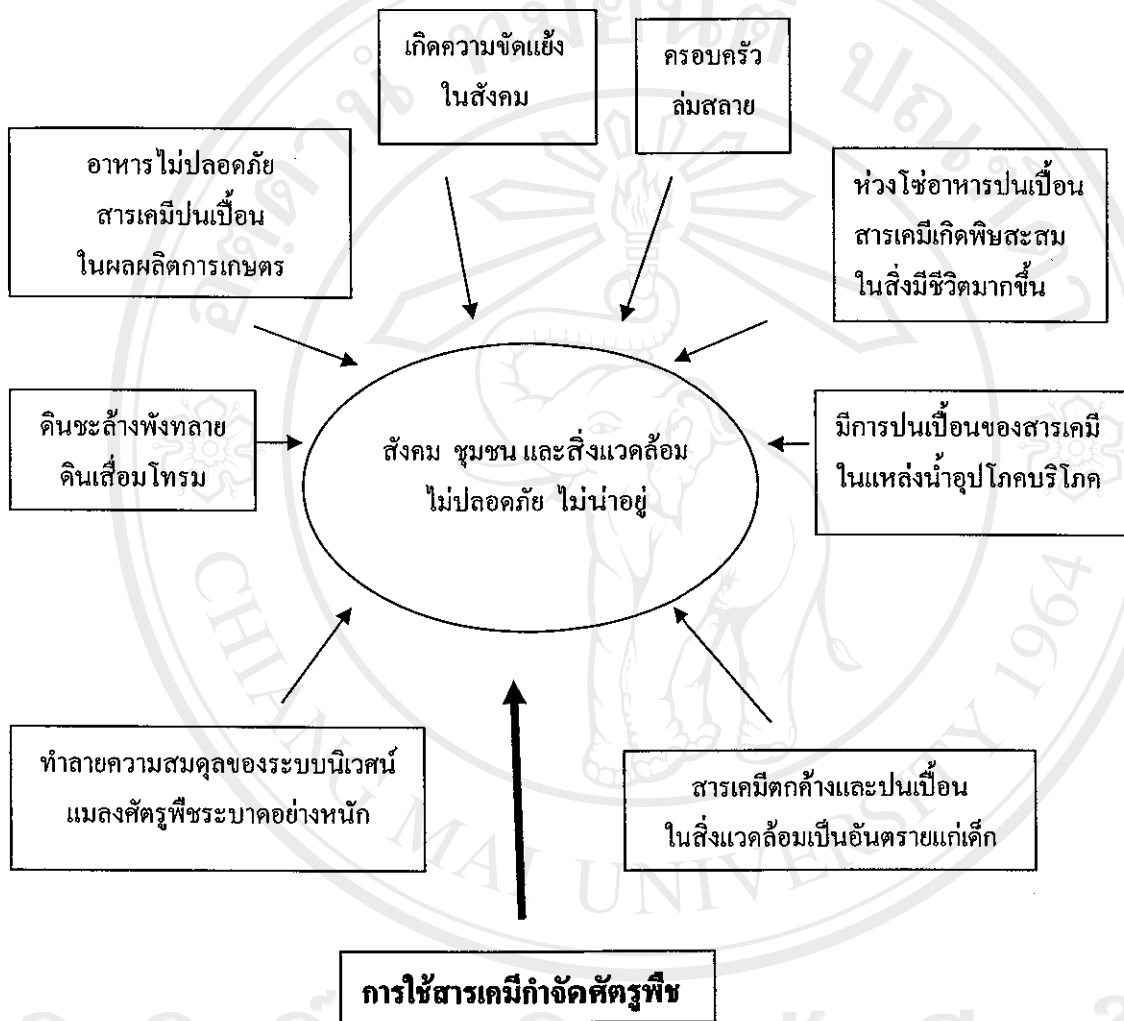 เกิดความขัดแย้ง
ในสังคม
ครอบครัว
ล่มสลาย
อาหารไม่ปลอดภัย
สารเคมีปนเปื้อน
ในผลผลิตการเกษตร
ห่วงโซ่อาหารปนเปื้อน
สารเคมีเกิดพิษสะสม
ในสิ่งมีชีวิตมากขึ้น
ดินชะล้างพังทลาย
ดินเสื่อมโทรม
สังคม ชุมชน และสิ่งแวดล้อม
ไม่ปลอดภัย ไม่น่าอยู่
มีการปนเปื้อนของสารเคมี
ในแหล่งน้ำอุปโภคบริโภค
ทำลายความสมดุลของระบบนิเวศน์
แมลงศัตรูพืชระบาดอย่างหนัก
สารเคมีตกค้างและปนเปื้อน
ในสิ่งแวดล้อมเป็นอันตรายแก่เด็ก
การใช้สารเคมีกำจัดศัตรูพืช
CHIANG MAI UNIVERSITY 1964